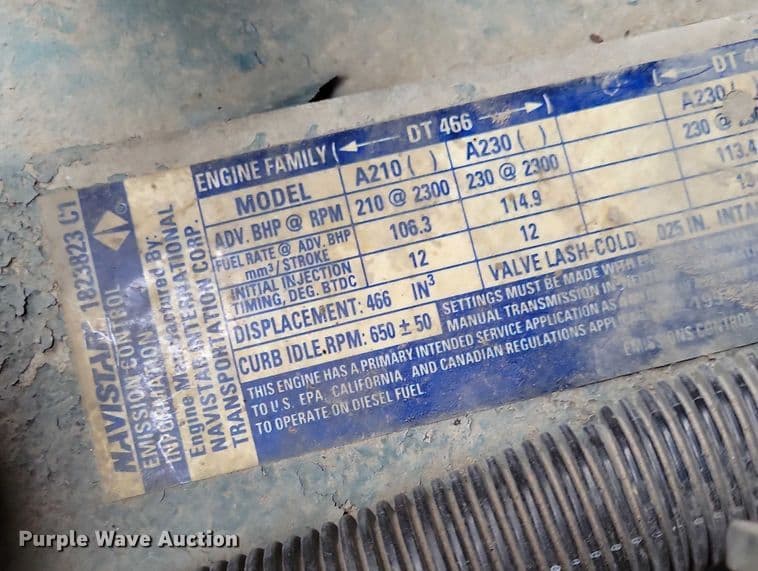 1823823 C1
NAVISTAR
EMISSION CONTROL
INFORMATION
Engine Manufactured By:
NAVISTAR INTERNATIONAL
TRANSPORTATION CORP.
ENGINE FAMILY ( DT 466 ) ( DT
MODEL A210 ( ) A230 ( ) A230 (
ADV. BHP @ RPM 210 @ 2300 230 @ 2300 230 @
FUEL RATE @ ADV. BHP
mm³/ STROKE 106.3 114.9 113.4
INITIAL INJECTION
TIMING, DEG. BTDC 12 12
DISPLACEMENT: 466 IN³ VALVE LASH-COLD: .025 IN.
CURB IDLE.RPM: 650 ± 50
SETTINGS MUST BE MADE WITH
MANUAL TRANSMISSION IN
THIS ENGINE HAS A PRIMARY INTENDED SERVICE APPLICATION AS
TO U.S. EPA, CALIFORNIA, AND CANADIAN REGULATIONS
TO OPERATE ON DIESEL FUEL
Purple Wave Auction